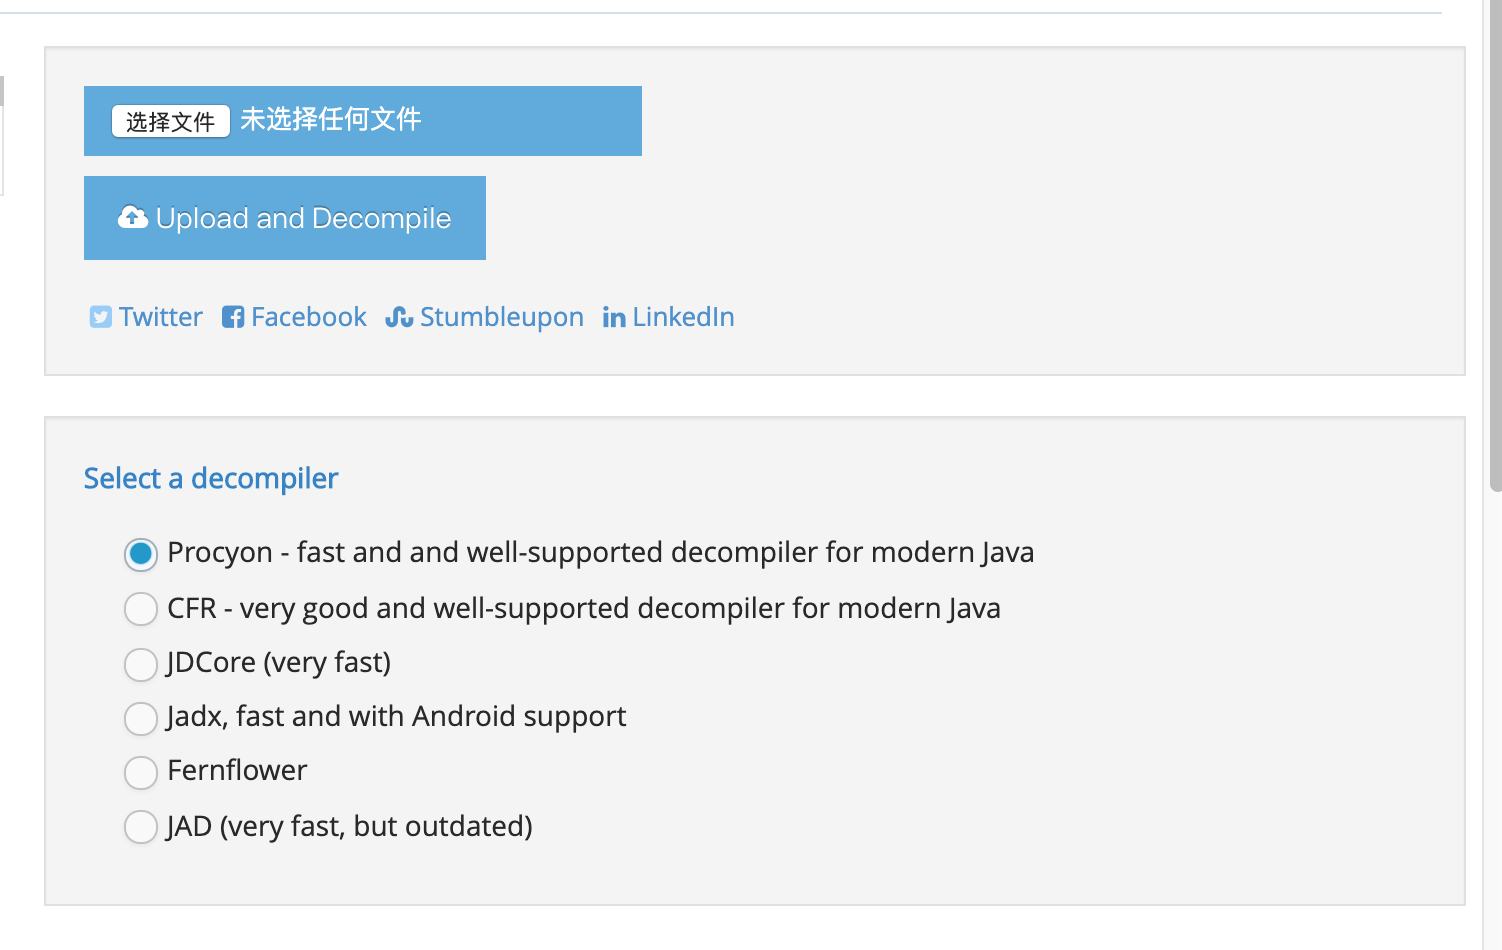 选择文件 未选择任何文件
Upload and Decompile
Twitter Facebook Stumbleupon LinkedIn
Select a decompiler
Procyon - fast and and well-supported decompiler for modern Java
CFR - very good and well-supported decompiler for modern Java
JDCore (very fast)
Jadx, fast and with Android support
Fernflower
JAD (very fast, but outdated)